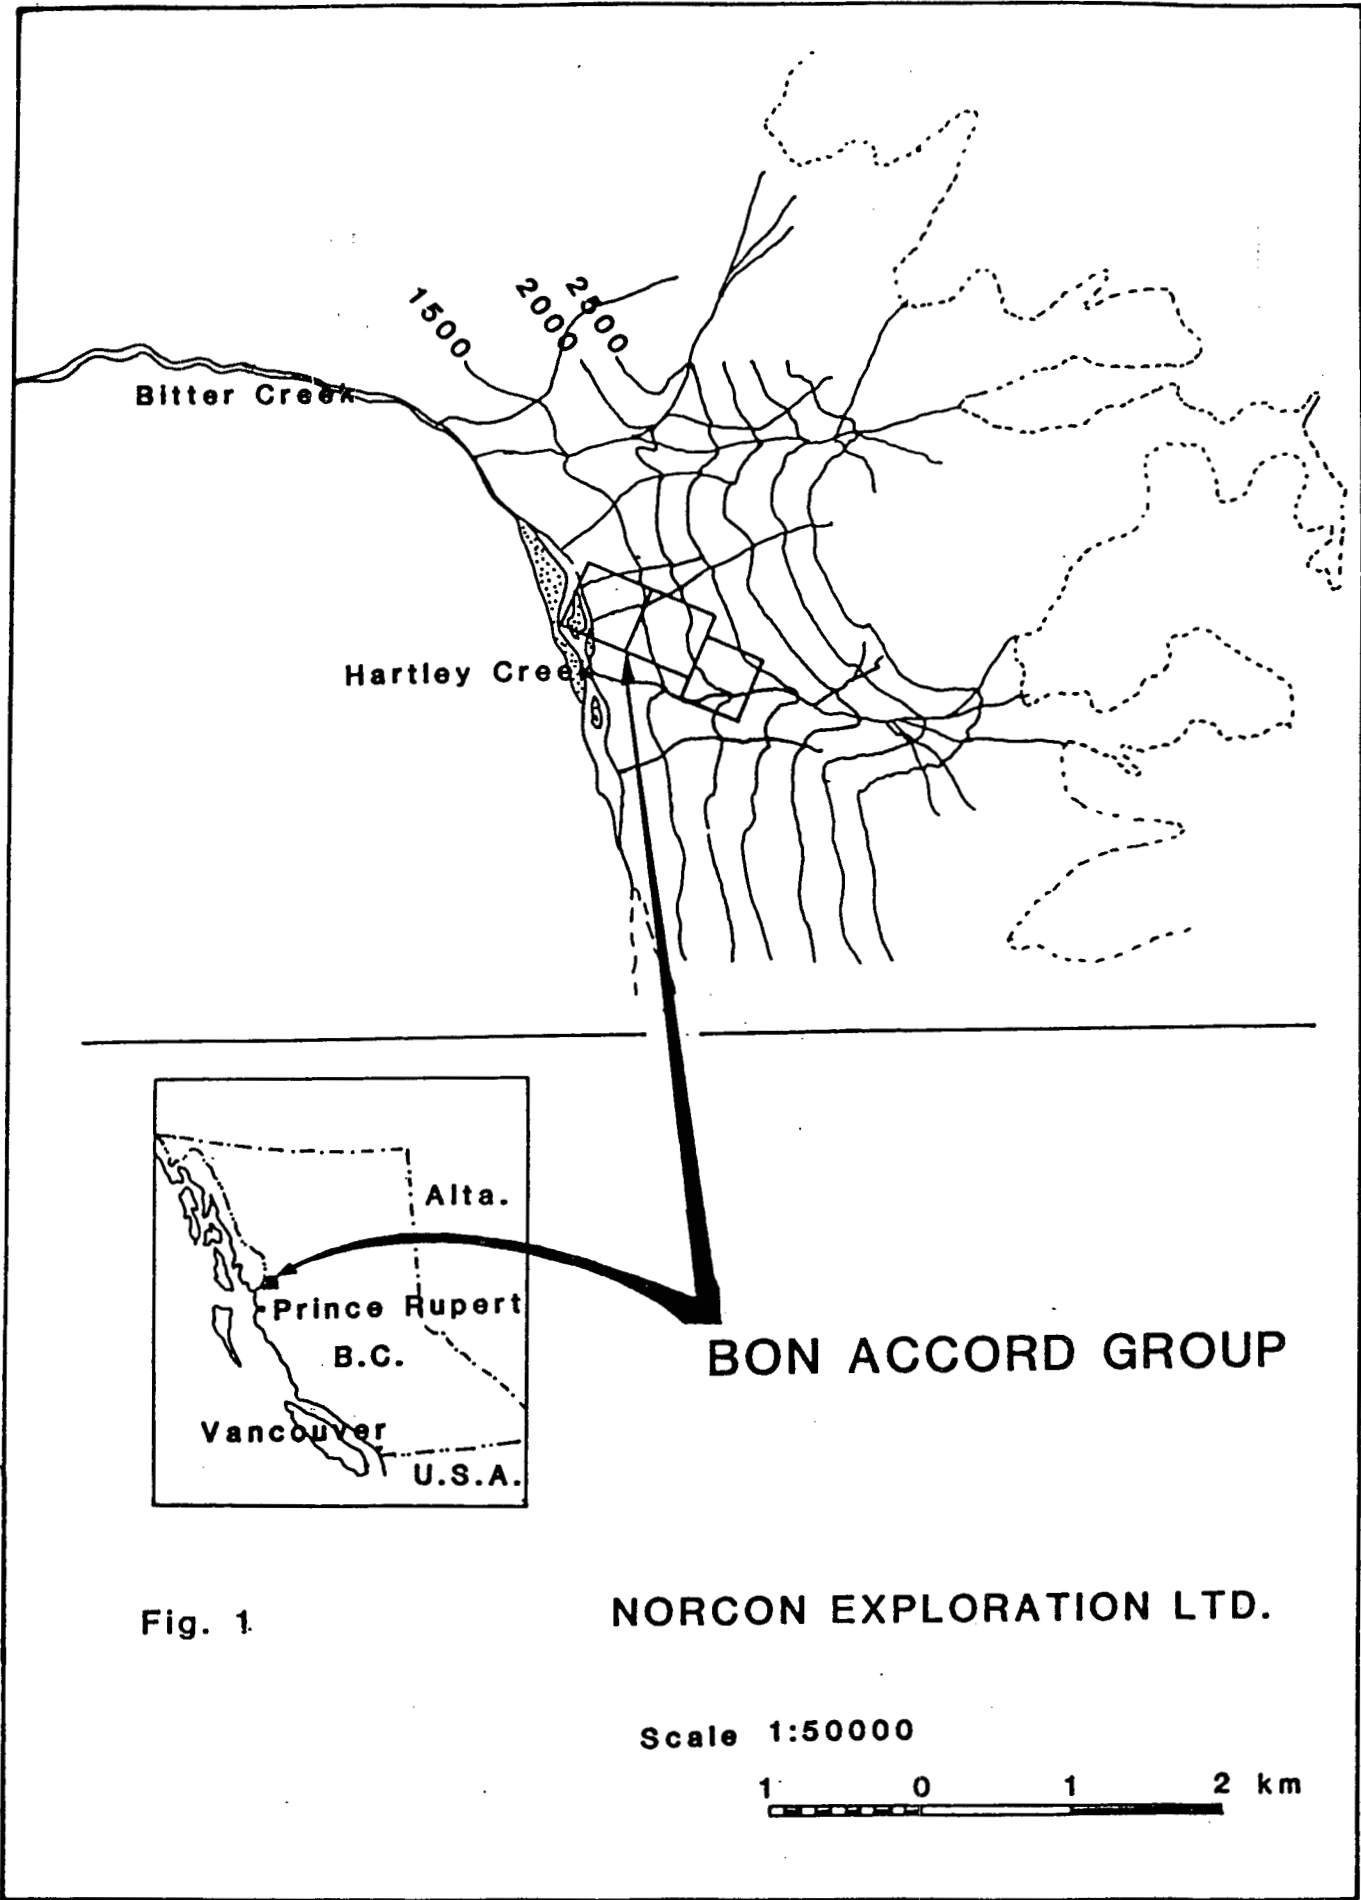 1500
2000
2500
Bitter Creek
Hartley Creek
Alta.
Prince Rupert
B.C.
Vancouver
U.S.A.
BON ACCORD GROUP
Fig. 1.
NORCON EXPLORATION LTD.
Scale 1:50000
1 0 1 2 km